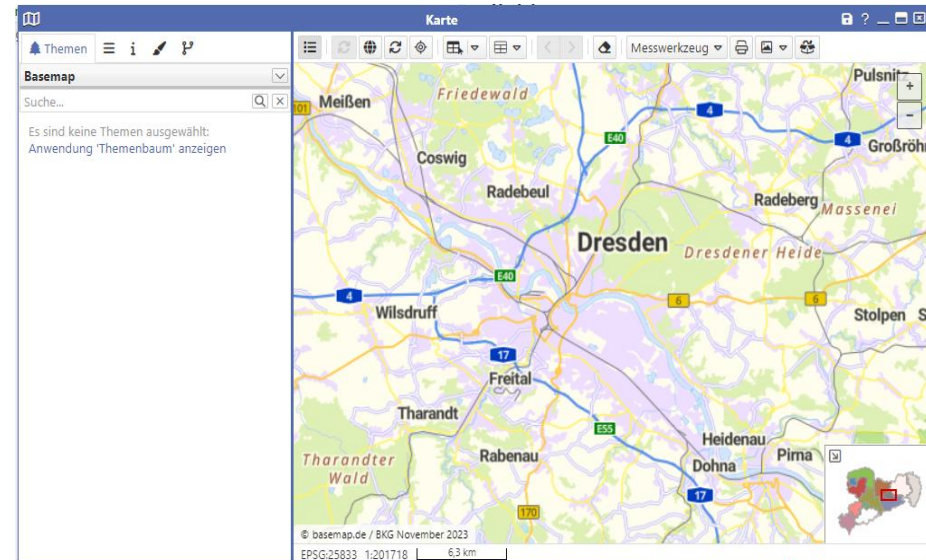 Karte
?
Themen
Basemap
Suche...
Es sind keine Themen ausgewählt:
Anwendung 'Themenbaum' anzeigen
Messwerkzeug
+
-
Meißen
Friedewald
Pulsnitz
101
4
E40
4
Großröhr
Coswig
Radebeul
Radeberg
Massenei
Dresden
Dresdener Heide
E40
4
6
6
Wilsdruff
Stolpen S
17
Freital
Tharandt
E55
Heidenau
Tharandter
Wald
Rabenau
Dohna
Pirna
17
170
© basemap.de / BKG November 2023
EPSG:25833 1:201718 6,3 km